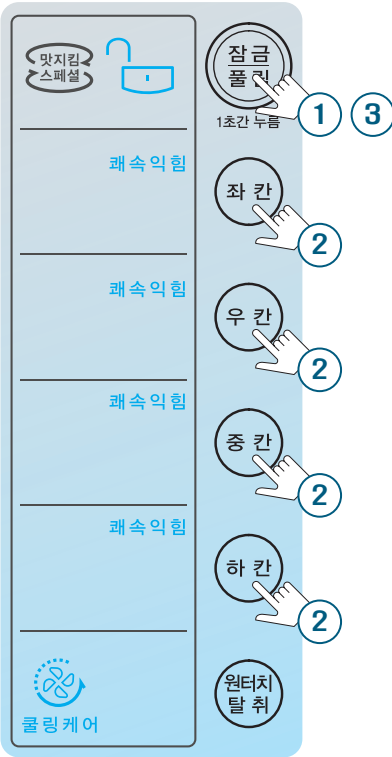 맛지킴
스페셜
잠금
풀림
1초간 누름
① ③
쾌속익힘
좌 칸
②
쾌속익힘
우 칸
②
쾌속익힘
중 칸
②
쾌속익힘
하 칸
②
쿨링케어
원터치
탈 취